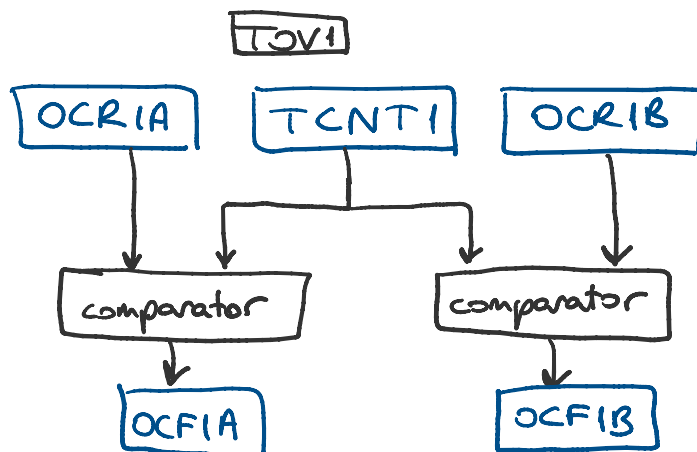 TOV1
OCR1A
TCNT1
OCR1B
comparator
comparator
OCF1A
OCF1B